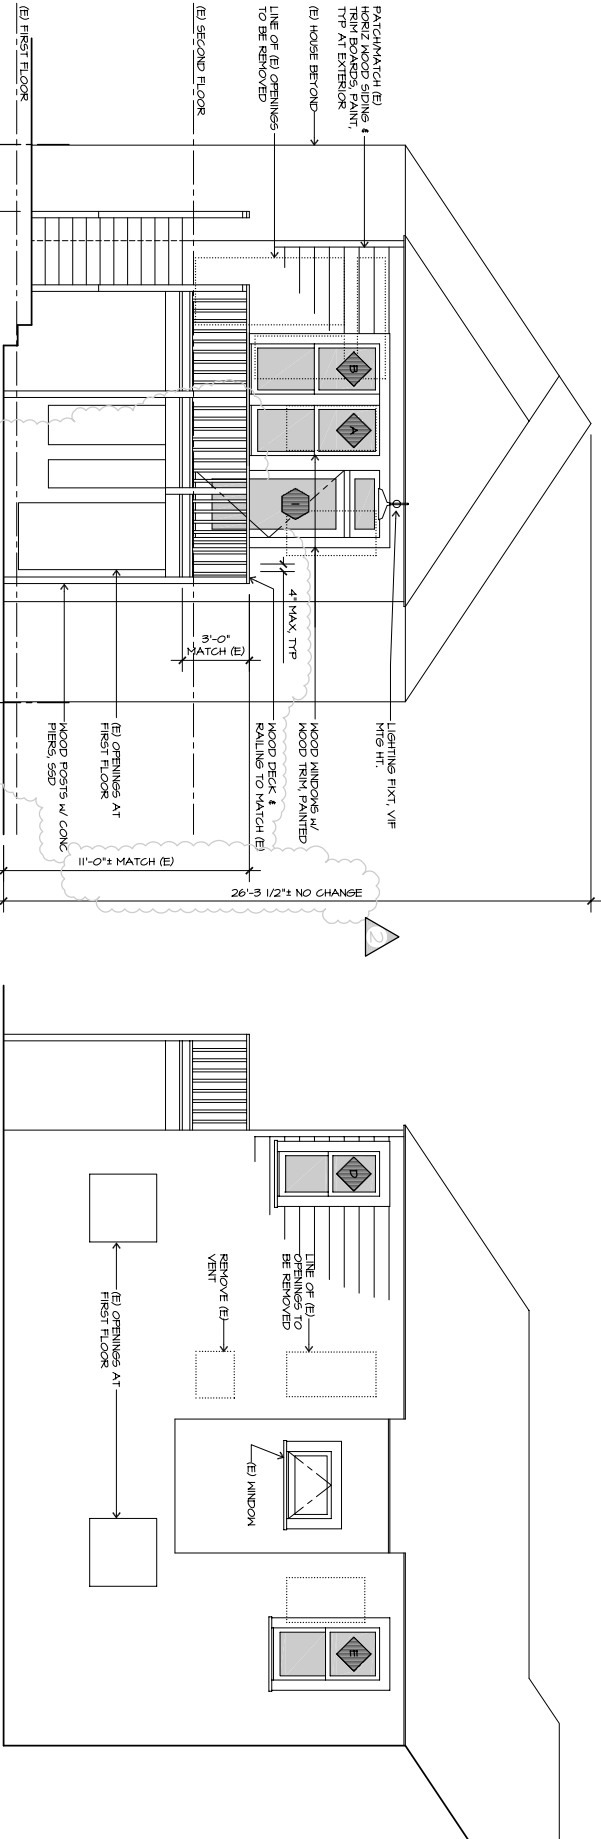 PATCH/MATCH (E)
HORIZ WOOD SIDING &
TRIM BOARDS, PAINT,
TYP AT EXTERIOR
(E) HOUSE BEYOND
LINE OF (E) OPENINGS
TO BE REMOVED
(E) SECOND FLOOR
(E) FIRST FLOOR
B
A
1
4" MAX, TYP
3'-0"
MATCH (E)
LIGHTING FIXT, VIF
MTG HT.
WOOD WINDOWS W/
WOOD TRIM, PAINTED
WOOD DECK &
RAILING TO MATCH (E)
(E) OPENINGS AT
FIRST FLOOR
WOOD POSTS W/ CONC
PIERS, SSD
11'-0"± MATCH (E)
26'-3 1/2"± NO CHANGE
2
D
LINE OF (E)
OPENINGS TO
BE REMOVED
REMOVE (E)
VENT
(E) OPENINGS AT
FIRST FLOOR
(E) WINDOW
E